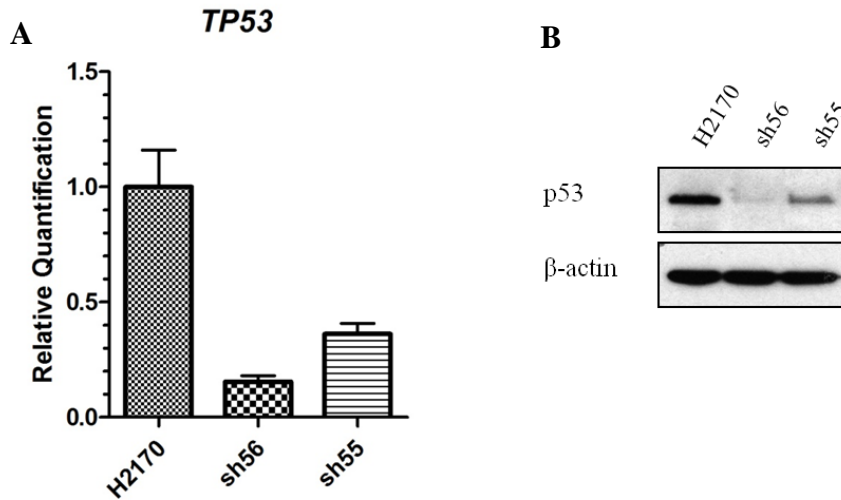 A
TP53
Relative Quantification
1.5
1.0
0.5
0.0
H2170
sh56
sh55
B
H2170
sh56
sh55
p53
β-actin